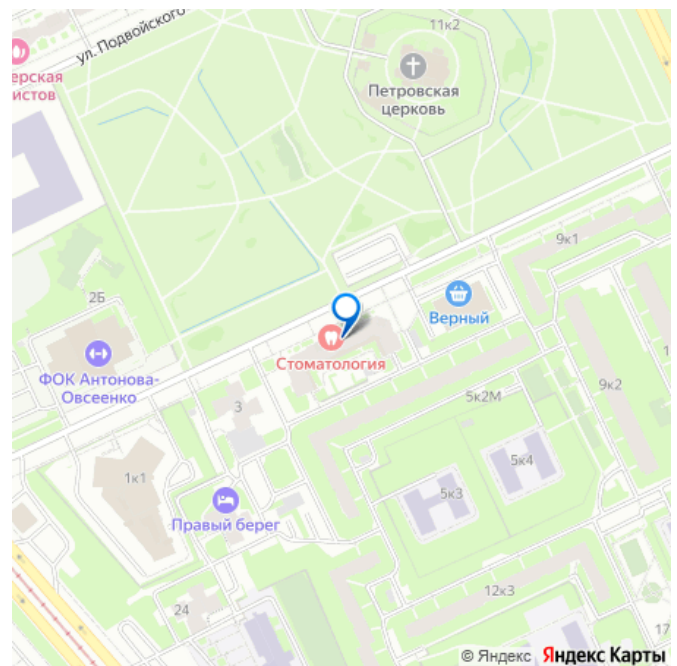 11к2
ул. Подвойского
ерская
истов
Петровская
церковь
9к1
2Б
Верный
Стоматология
ФОК Антонова-
Овсеенко
9к2
3
5к2М
1к1
5к4
5к3
Правый берег
12к3
24
17
© Яндекс Яндекс Карты